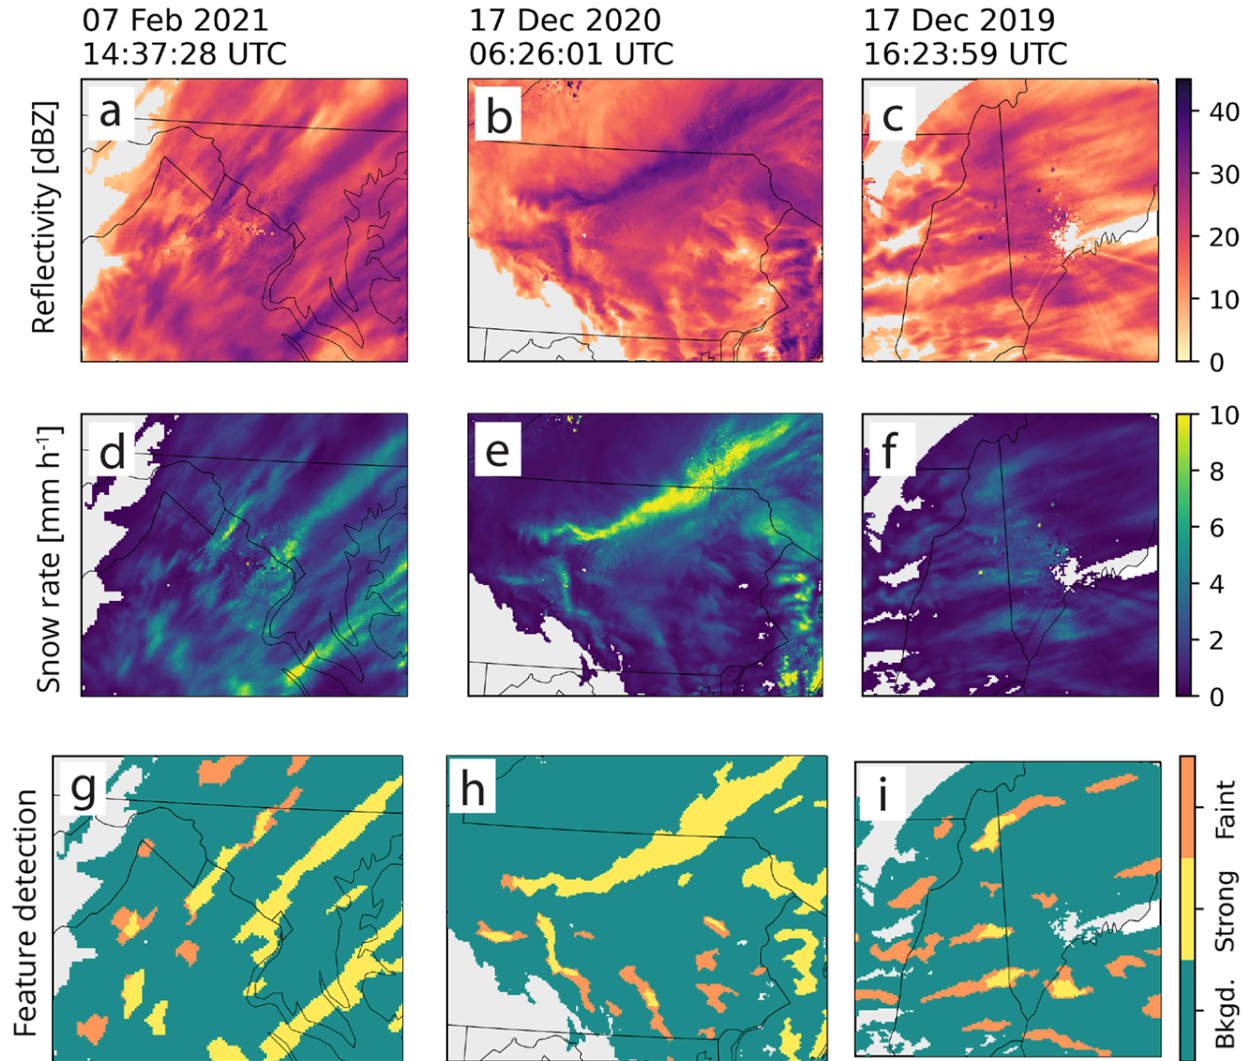 07 Feb 2021
14:37:28 UTC
17 Dec 2020
06:26:01 UTC
17 Dec 2019
16:23:59 UTC
Reflectivity [dBZ]
a
b
c
40
30
20
10
0
Snow rate [mm h-1]
d
e
f
10
8
6
4
2
0
Feature detection
g
h
i
Faint
Strong
Bkgd.